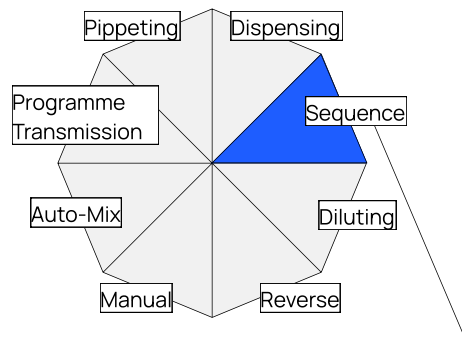 Pippeting
Dispensing
Programme
Transmission
Sequence
Auto-Mix
Diluting
Manual
Reverse